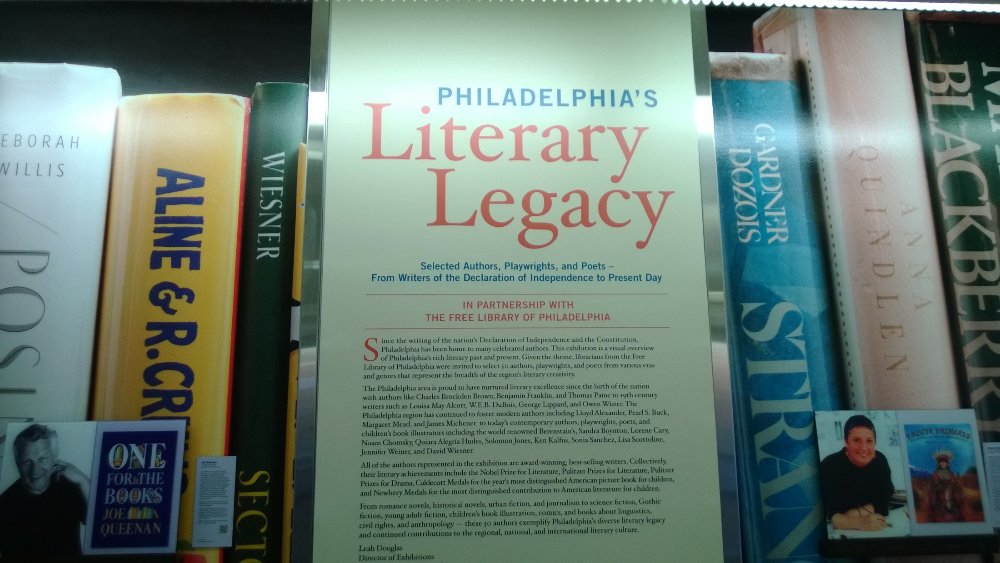 EBORAH
WILLIS
POSI
ALINE & R.CR
WIESNER
SECTO
PHILADELPHIA'S
Literary
Legacy
Selected Authors, Playwrights, and Poets –
From Writers of the Declaration of Independence to Present Day
IN PARTNERSHIP WITH
THE FREE LIBRARY OF PHILADELPHIA
Since the writing of the nation's Declaration of Independence and the Constitution,
Philadelphia has been home to many celebrated authors. This exhibition is a visual overview
of Philadelphia's rich literary past and present. Given the theme, librarians from the Free
Library of Philadelphia were invited to select 50 authors, playwrights, and poets from various eras
and genres that represent the breadth of the region's literary creativity.
The Philadelphia area is proud to have nurtured literary excellence since the birth of the nation
with authors like Charles Brockden Brown, Benjamin Franklin, and Thomas Paine to 19th century
writers such as Louisa May Alcott, W.E.B. DuBois, George Lippard, and Owen Wister. The
Philadelphia region has continued to foster modern authors including Lloyd Alexander, Pearl S. Buck,
Margaret Mead, and James Michener to today's contemporary authors, playwrights, poets, and
children's book illustrators including the world renowned Berenstain's, Sandra Boynton, Lorene Cary,
Noam Chomsky, Quiara Alegría Hudes, Solomon Jones, Ken Kalfus, Sonia Sanchez, Lisa Scottoline,
Jennifer Weiner, and David Wiesner.
All of the authors represented in the exhibition are award-winning, best-selling writers. Collectively,
their literary achievements include the Nobel Prize for Literature, Pulitzer Prizes for Literature, Pulitzer
Prizes for Drama, Caldecott Medals for the year's most distinguished American picture book for children,
and Newbery Medals for the most distinguished contribution to American literature for children.
From romance novels, historical novels, urban fiction, and journalism to science fiction, Gothic
fiction, young adult fiction, children's book illustration, comics, and books about linguistics,
civil rights, and anthropology — these 50 authors exemplify Philadelphia's diverse literary legacy
and continued contributions to the regional, national, and international literary culture.
Leah Douglas
Director of Exhibitions
GARDNER
DOZOIS
STRAN
ANNA
QUINDLEN
BLACKBERRY
ONE
FOR THE
BOOKS
JOE
QUEENAN
Joe Queenan
PAIUTE PRINCESS